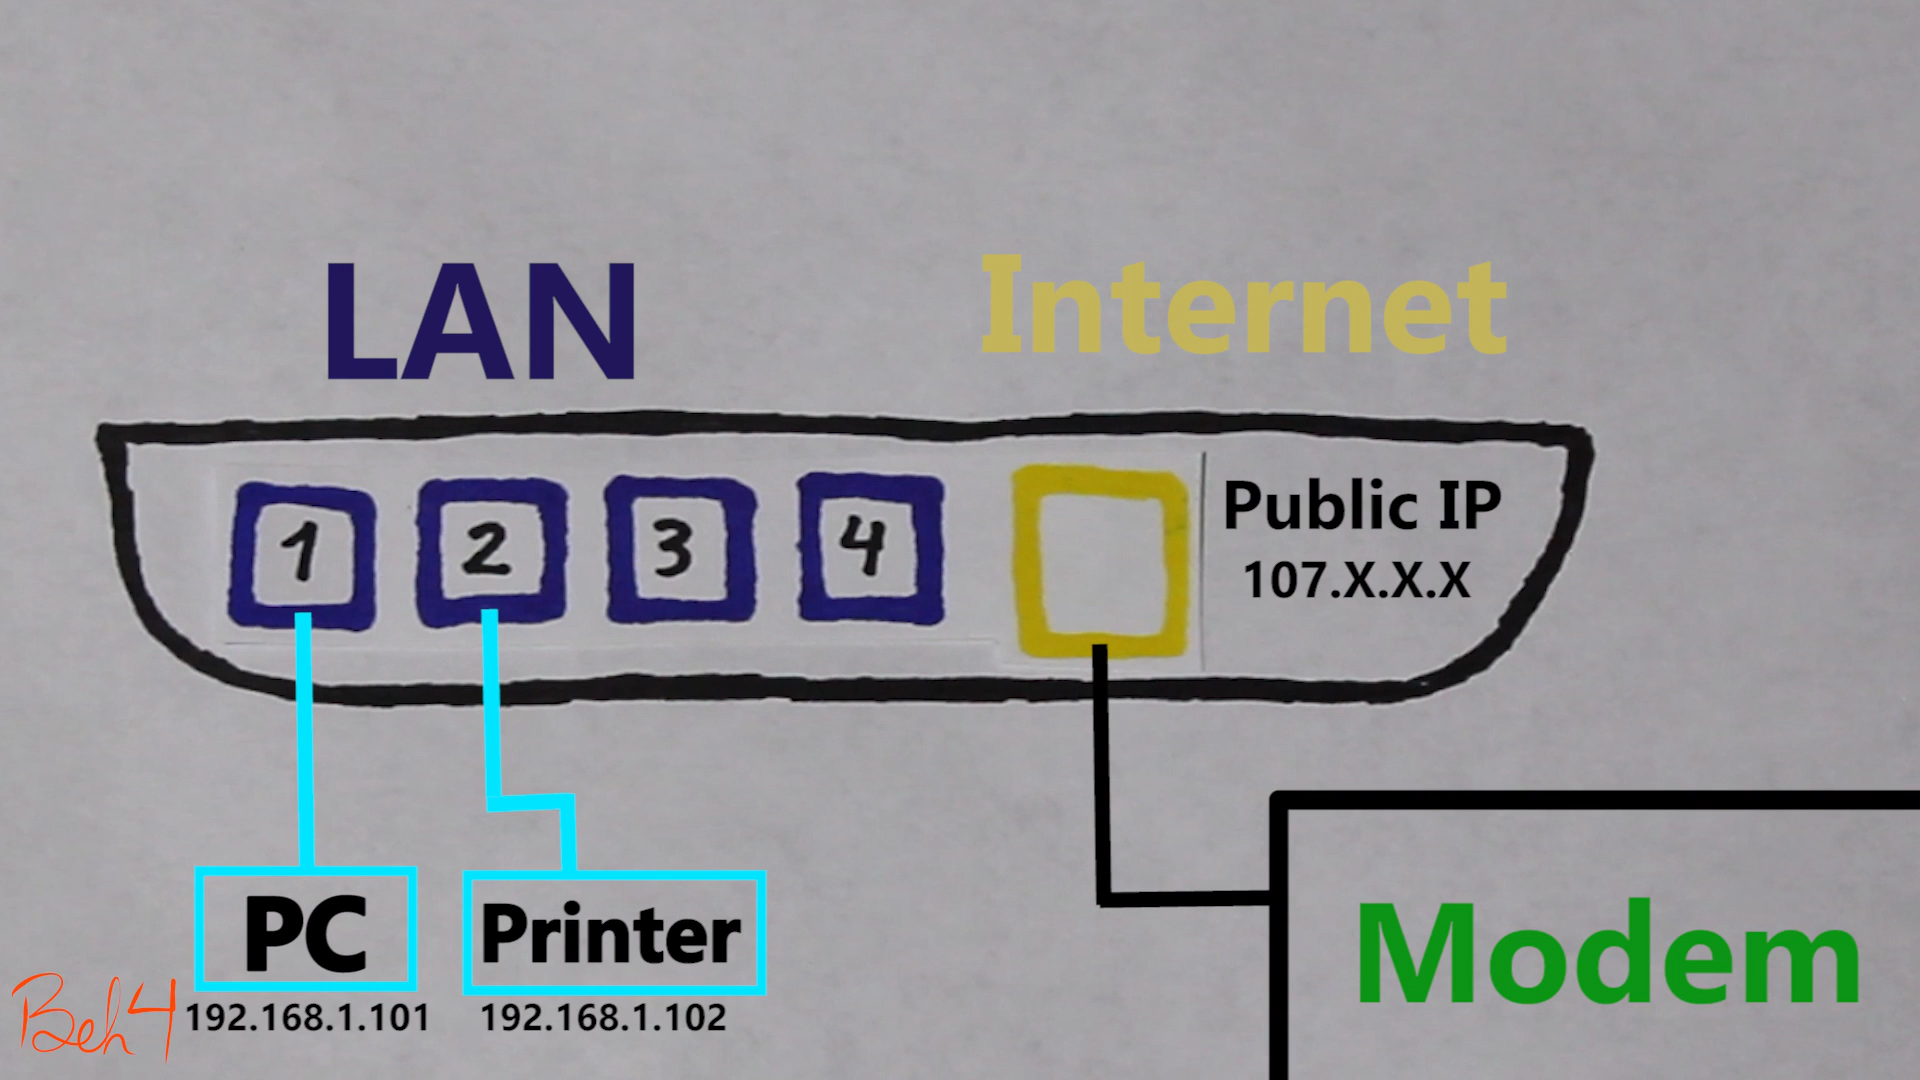 LAN
Internet
1 2 3 4
Public IP
107.X.X.X
PC
Printer
Modem
192.168.1.101
192.168.1.102
Beh4